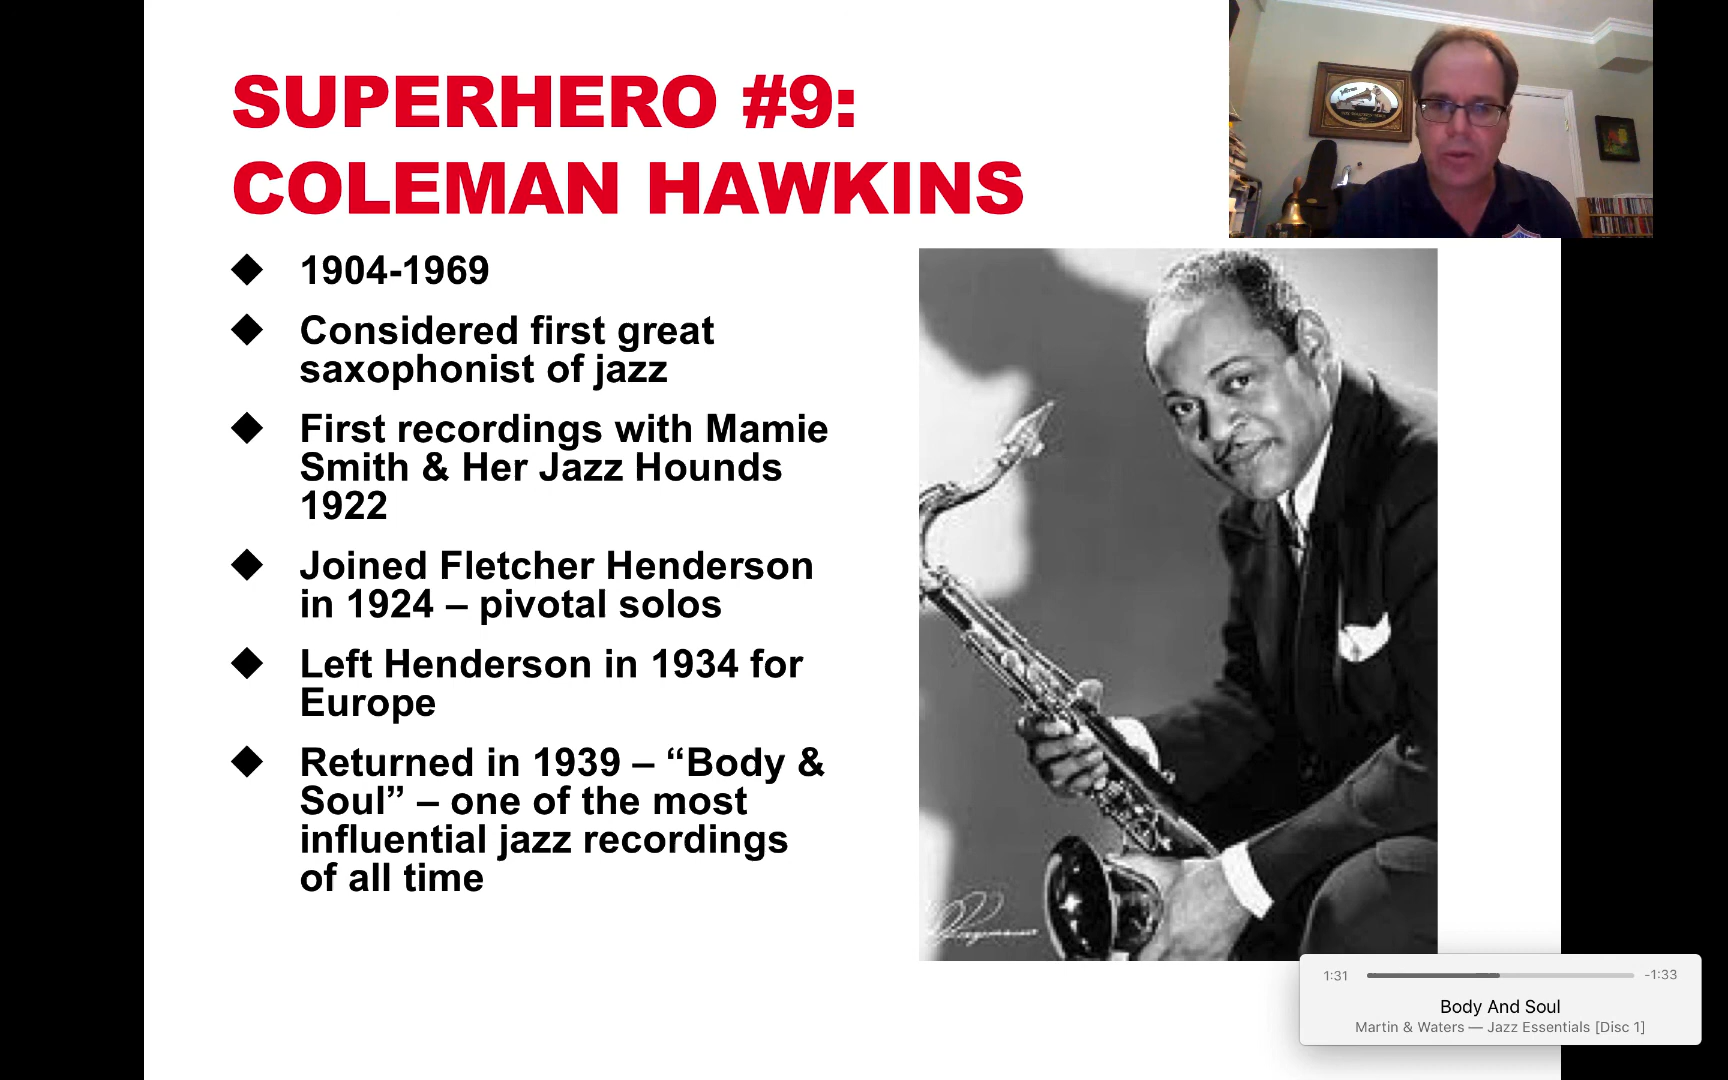 SUPERHERO #9:
COLEMAN HAWKINS
◆ 1904-1969
◆ Considered first great
saxophonist of jazz
◆ First recordings with Mamie
Smith & Her Jazz Hounds
1922
◆ Joined Fletcher Henderson
in 1924 – pivotal solos
◆ Left Henderson in 1934 for
Europe
◆ Returned in 1939 – “Body &
Soul” – one of the most
influential jazz recordings
of all time
1:31 -1:33
Body And Soul
Martin & Waters — Jazz Essentials [Disc 1]